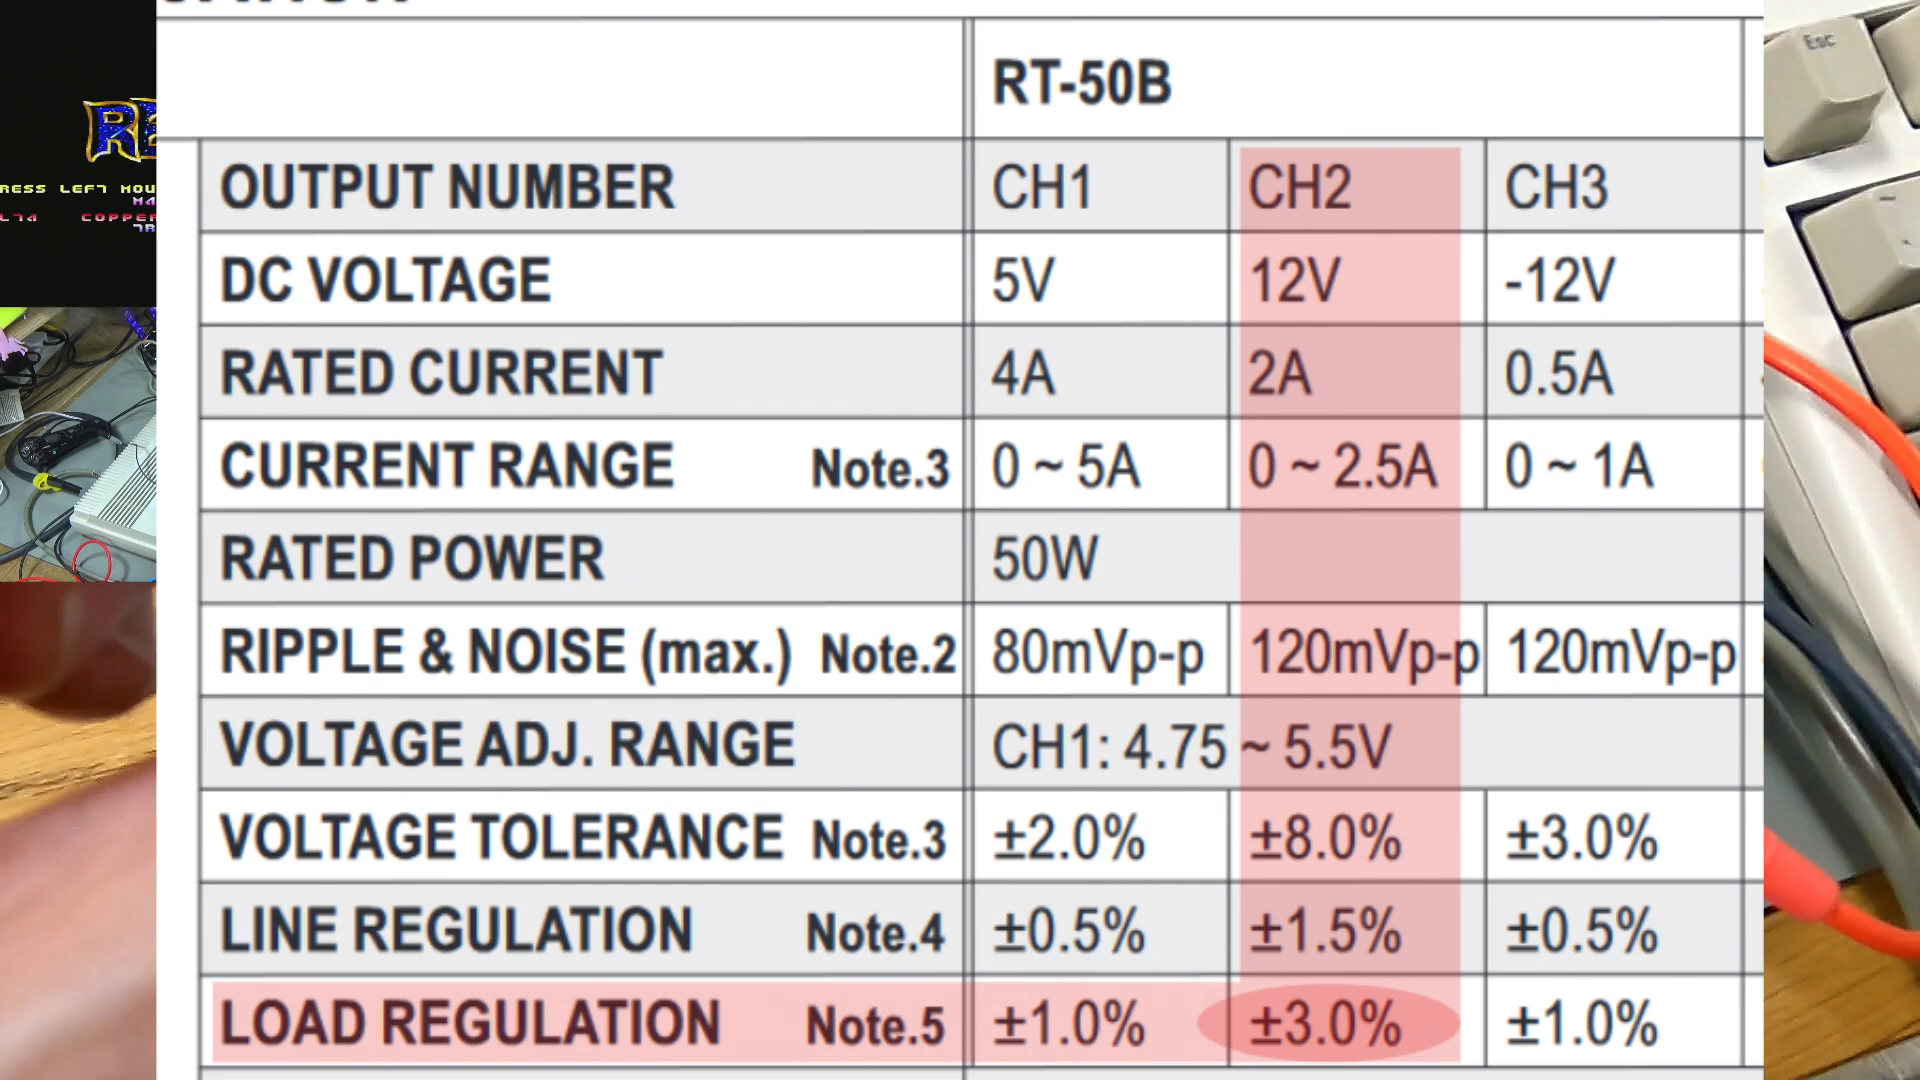 RT-50B
OUTPUT NUMBER CH1 CH2 CH3
DC VOLTAGE 5V 12V -12V
RATED CURRENT 4A 2A 0.5A
CURRENT RANGE Note.3 0 ~ 5A 0 ~ 2.5A 0 ~ 1A
RATED POWER 50W
RIPPLE & NOISE (max.) Note.2 80mVp-p 120mVp-p 120mVp-p
VOLTAGE ADJ. RANGE CH1: 4.75 ~ 5.5V
VOLTAGE TOLERANCE Note.3 ±2.0% ±8.0% ±3.0%
LINE REGULATION Note.4 ±0.5% ±1.5% ±0.5%
LOAD REGULATION Note.5 ±1.0% ±3.0% ±1.0%
RESS LEFT MOU
COPPER
Esc